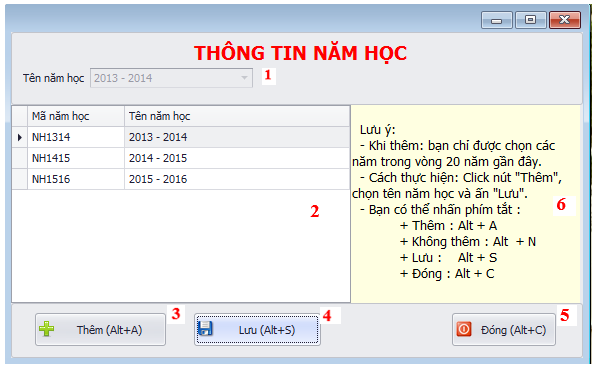 THÔNG TIN NĂM HỌC
Tên năm học 2013 - 2014 1
Mã năm học Tên năm học
NH1314 2013 - 2014
NH1415 2014 - 2015
NH1516 2015 - 2016
2
Lưu ý:
- Khi thêm: bạn chỉ được chọn các
năm trong vòng 20 năm gần đây.
- Cách thực hiện: Click nút "Thêm",
chọn tên năm học và ấn "Lưu".
- Bạn có thể nhấn phím tắt :
+ Thêm : Alt + A
+ Không thêm : Alt + N
+ Lưu : Alt + S
+ Đóng : Alt + C
6
Thêm (Alt+A) 3
Lưu (Alt+S) 4
Đóng (Alt+C) 5